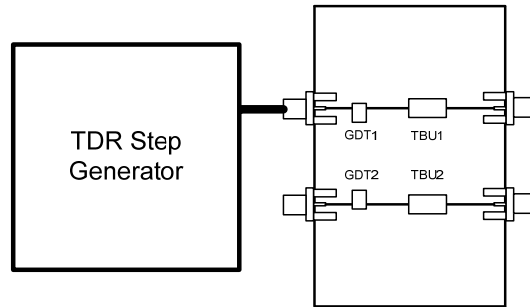 TDR Step
Generator
GDT1
TBU1
GDT2
TBU2